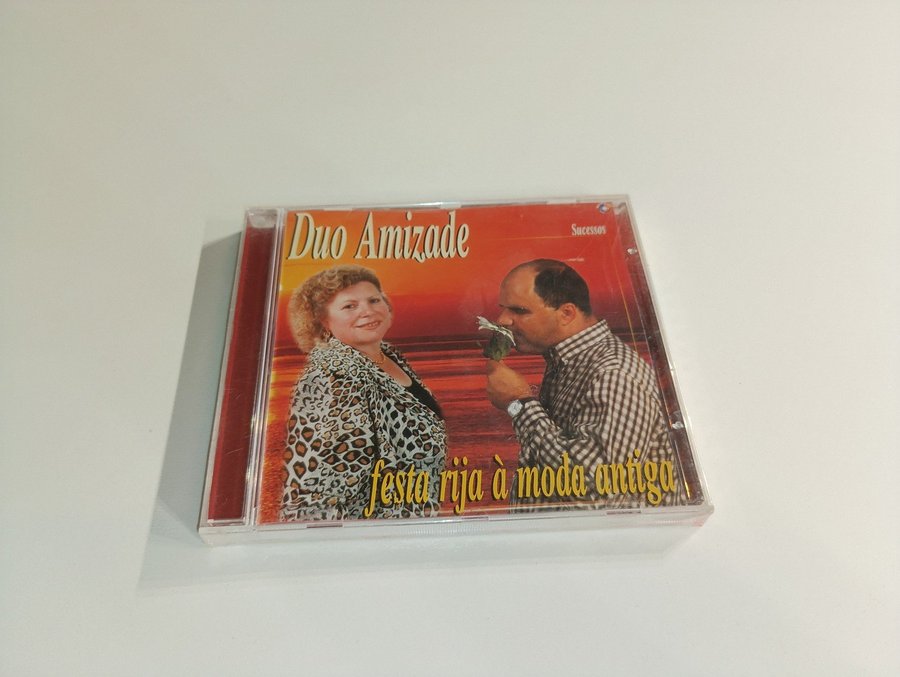 Duo Amizade
Sucessos
festa rija à moda antiga